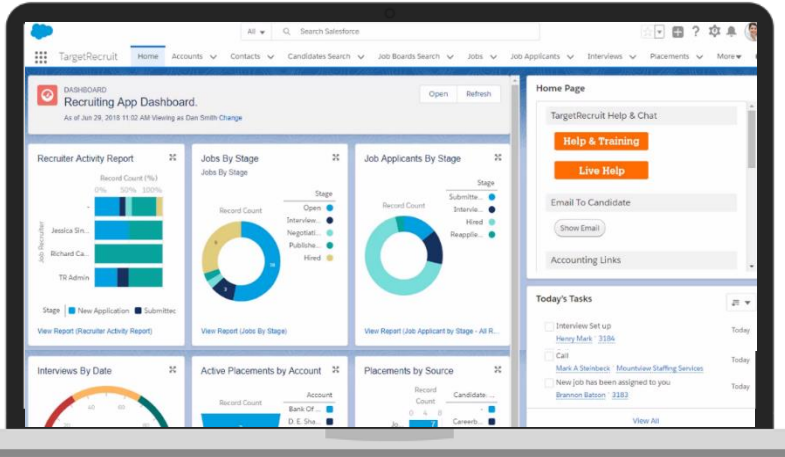 All
Search Salesforce
TargetRecruit
Home
Accounts
Contacts
Candidates Search
Job Boards Search
Jobs
Job Applicants
Interviews
Placements
More
DASHBOARD
Recruiting App Dashboard.
As of Jun 29, 2018 11:02 AM Viewing as Dan Smith Change
Open
Refresh
Recruiter Activity Report
Record Count (%)
0% 50% 100%
Job Recruiter
-
Jessica Sin...
Richard Ca...
TR Admin
Stage
New Application
Submitted
View Report (Recruiter Activity Report)
Jobs By Stage
Jobs By Stage
Record Count
Stage
Open
Interview...
Negotiati...
Publishe...
Hired
View Report (Jobs By Stage)
Job Applicants By Stage
Record Count
Stage
Submitte...
Intervie...
Hired
Reapplie...
View Report (Job Applicant by Stage - All R...
Home Page
TargetRecruit Help & Chat
Help & Training
Live Help
Email To Candidate
Show Email
Accounting Links
Today's Tasks
Interview Set up
Today
Henry Mark
3184
Call
Today
Mark A Steinbeck
Mountview Staffing Services
New job has been assigned to you
Today
Brannon Batson
3183
View All
Interviews By Date
40 60
Active Placements by Account
Record Count
Account
Bank Of...
D. E. Sha...
Placements by Source
Record
Count
0 4 8
Jo...
7
Candidate: ...
-
Careerb...